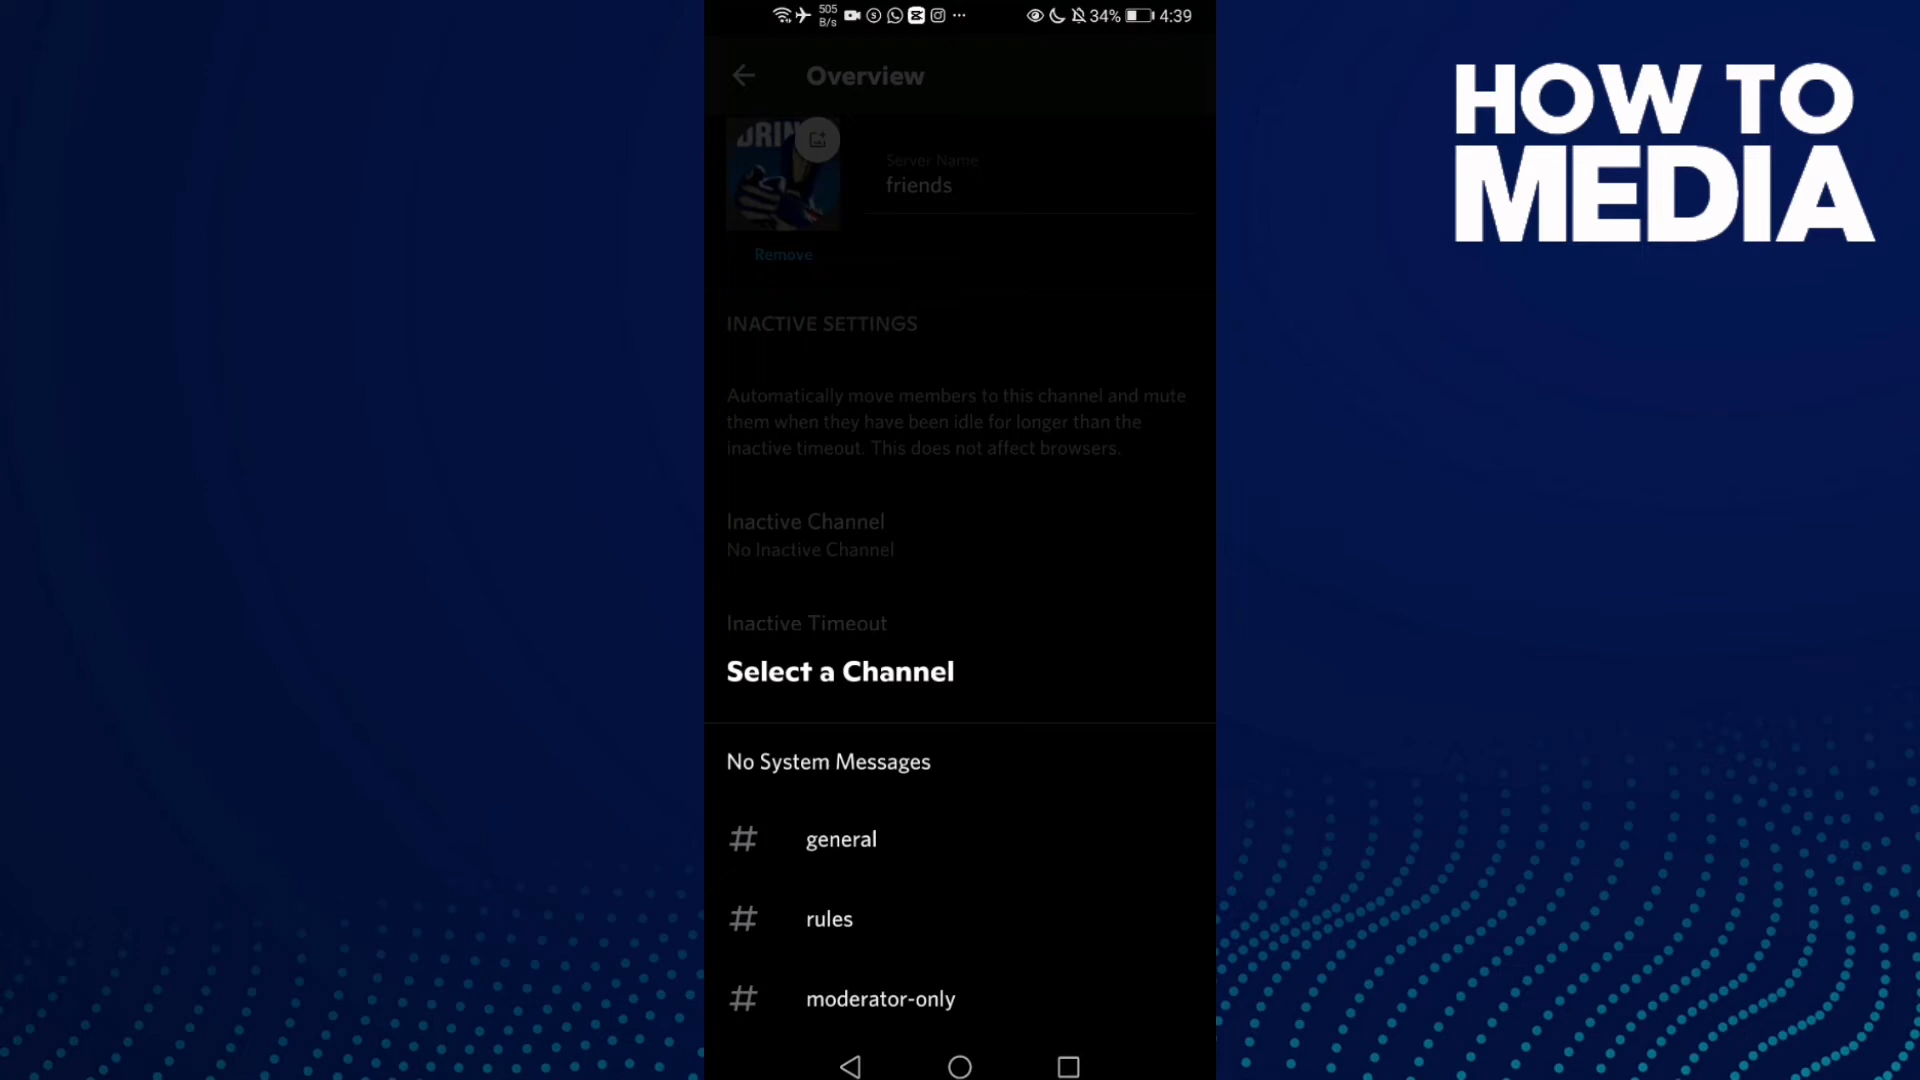 505
B/s
34%
4:39
HOW TO
MEDIA
Overview
Server Name
friends
Remove
INACTIVE SETTINGS
Automatically move members to this channel and mute
them when they have been idle for longer than the
inactive timeout. This does not affect browsers.
Inactive Channel
No Inactive Channel
Inactive Timeout
Select a Channel
No System Messages
# general
# rules
# moderator-only